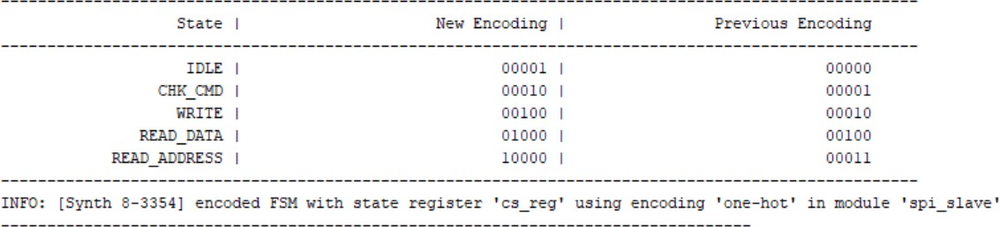 State | New Encoding | Previous Encoding
IDLE | 00001 | 00000
CHK_CMD | 00010 | 00001
WRITE | 00100 | 00010
READ_DATA | 01000 | 00100
READ_ADDRESS | 10000 | 00011
INFO: [Synth 8-3354] encoded FSM with state register 'cs_reg' using encoding 'one-hot' in module 'spi_slave'